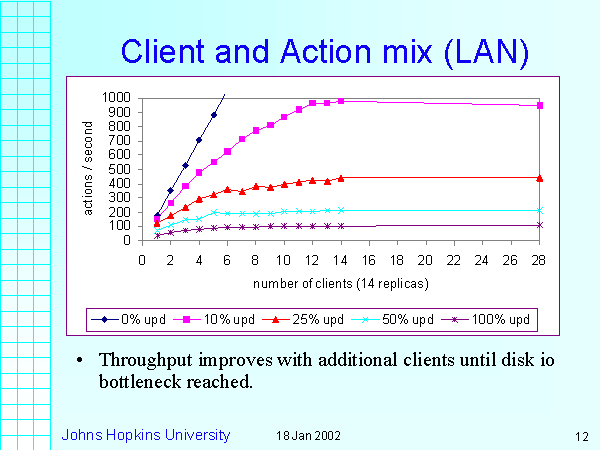 Client and Action mix (LAN)
1000
900
800
700
600
500
400
300
200
100
0
actions / second
0 2 4 6 8 10 12 14 16 18 20 22 24 26 28
number of clients (14 replicas)
0% upd 10% upd 25% upd 50% upd 100% upd
• Throughput improves with additional clients until disk io
bottleneck reached.
Johns Hopkins University 18 Jan 2002 12